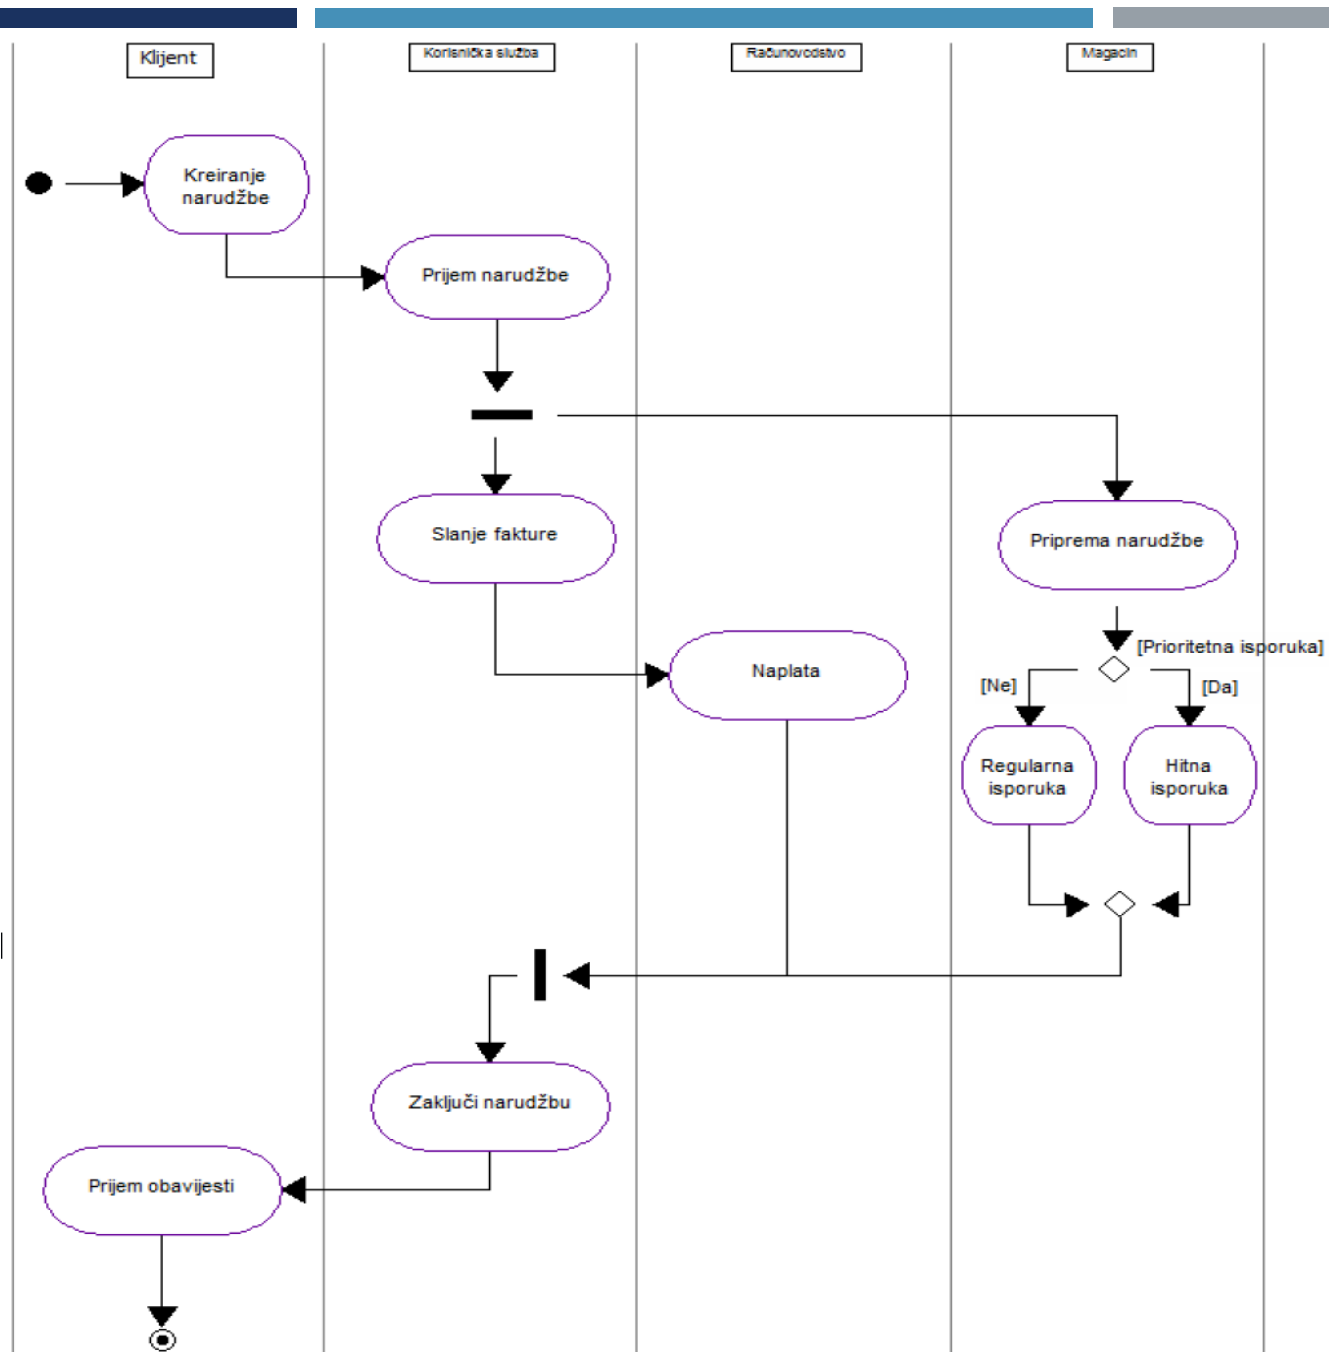 Klijent
Korisnička služba
Računovodstvo
Magacin
Kreiranje
narudžbe
Prijem narudžbe
Slanje fakture
Priprema narudžbe
[Prioritetna isporuka]
Naplata
[Ne]
[Da]
Regularna
isporuka
Hitna
isporuka
Zaključi narudžbu
Prijem obavijesti